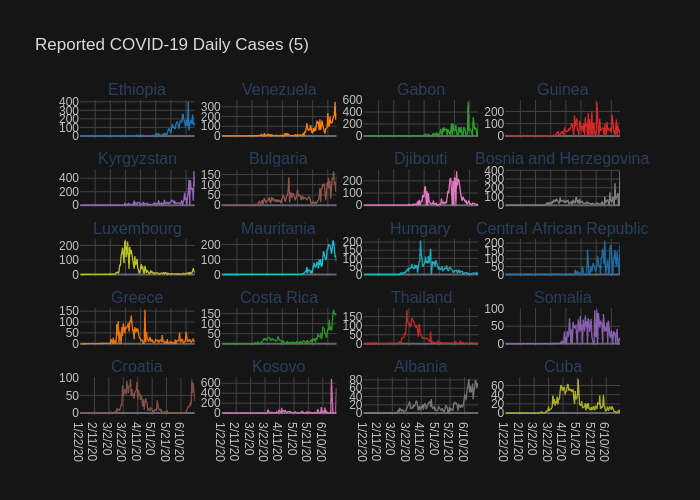 Reported COVID-19 Daily Cases (5)
Ethiopia Venezuela Gabon Guinea
400 300 200 100 0
300 200 100 0
600 400 200 0
200 100 0
Kyrgyzstan Bulgaria Djibouti Bosnia and Herzegovina
400 200 0
150 100 50 0
200 100 0
400 300 200 100 0
Luxembourg Mauritania Hungary Central African Republic
200 100 0
200 100 0
200 150 100 50 0
200 150 100 50 0
Greece Costa Rica Thailand Somalia
150 100 50 0
150 100 50 0
150 100 50 0
100 50 0
Croatia Kosovo Albania Cuba
100 50 0
600 400 200 0
80 60 40 20 0
60 40 20 0
1/22/20 2/11/20 3/2/20 3/22/20 4/11/20 5/1/20 5/21/20 6/10/20
1/22/20 2/11/20 3/2/20 3/22/20 4/11/20 5/1/20 5/21/20 6/10/20
1/22/20 2/11/20 3/2/20 3/22/20 4/11/20 5/1/20 5/21/20 6/10/20
1/22/20 2/11/20 3/2/20 3/22/20 4/11/20 5/1/20 5/21/20 6/10/20